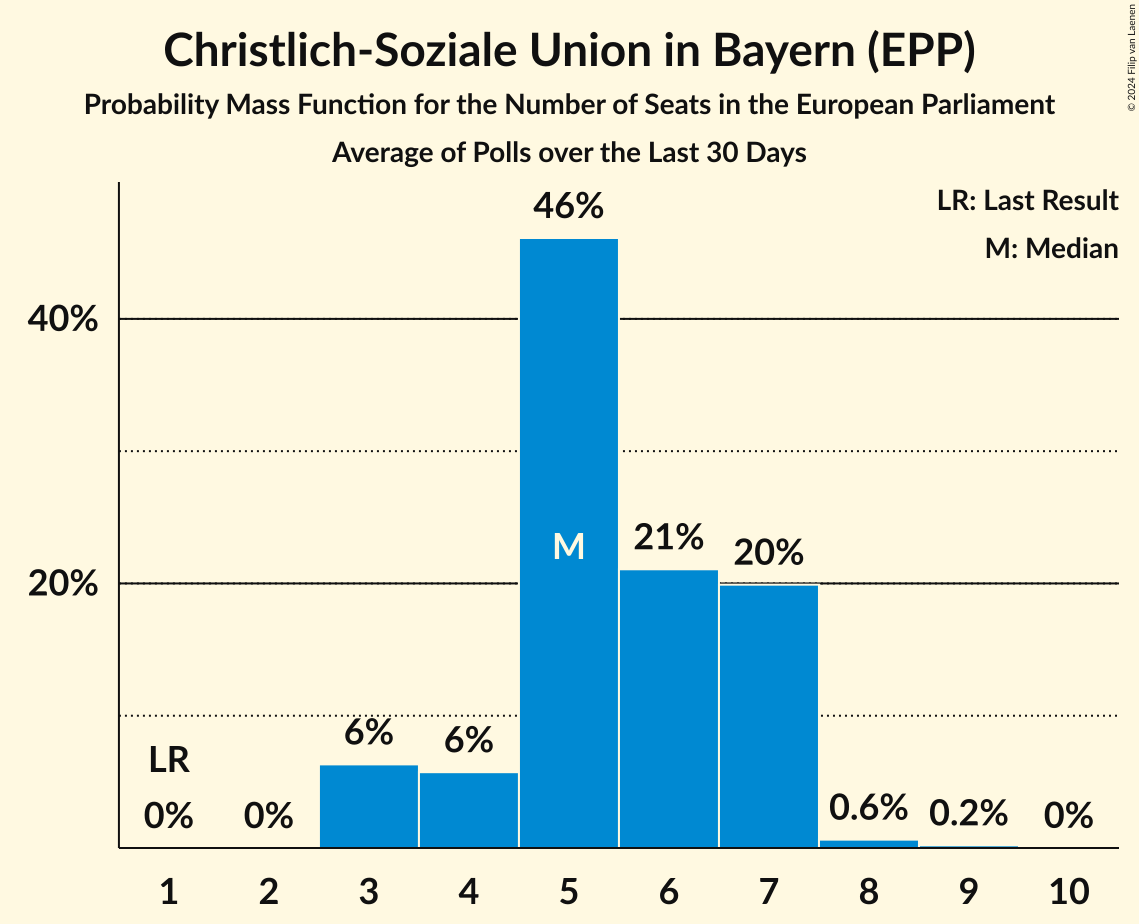 Christlich-Soziale Union in Bayern (EPP)
Probability Mass Function for the Number of Seats in the European Parliament
Average of Polls over the Last 30 Days
© 2024 Filip van Laenen
LR: Last Result
M: Median
46%
40%
M
21%
20%
20%
6%
6%
LR
0%
0%
0.6%
0.2%
0%
1 2 3 4 5 6 7 8 9 10